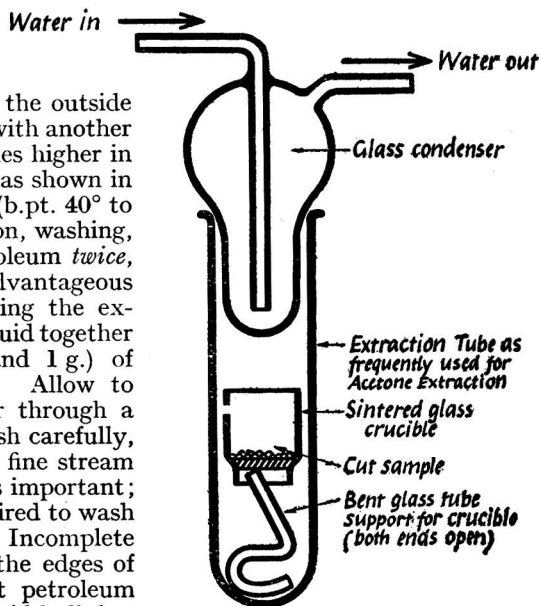 Water in
Water out
Glass condenser
Extraction Tube as
frequently used for
Acetone Extraction
Sintered glass
crucible
Cut sample
Bent glass tube
support for crucible
(both ends open)
the outside
with another
higher in
as shown in
(b.pt. 40° to
washing,
oleum twice,
dvantageous
ing the ex-
uid together
and 1 g.) of
Allow to
r through a
sh carefully,
fine stream
s important;
ired to wash
Incomplete
the edges of
t petroleum